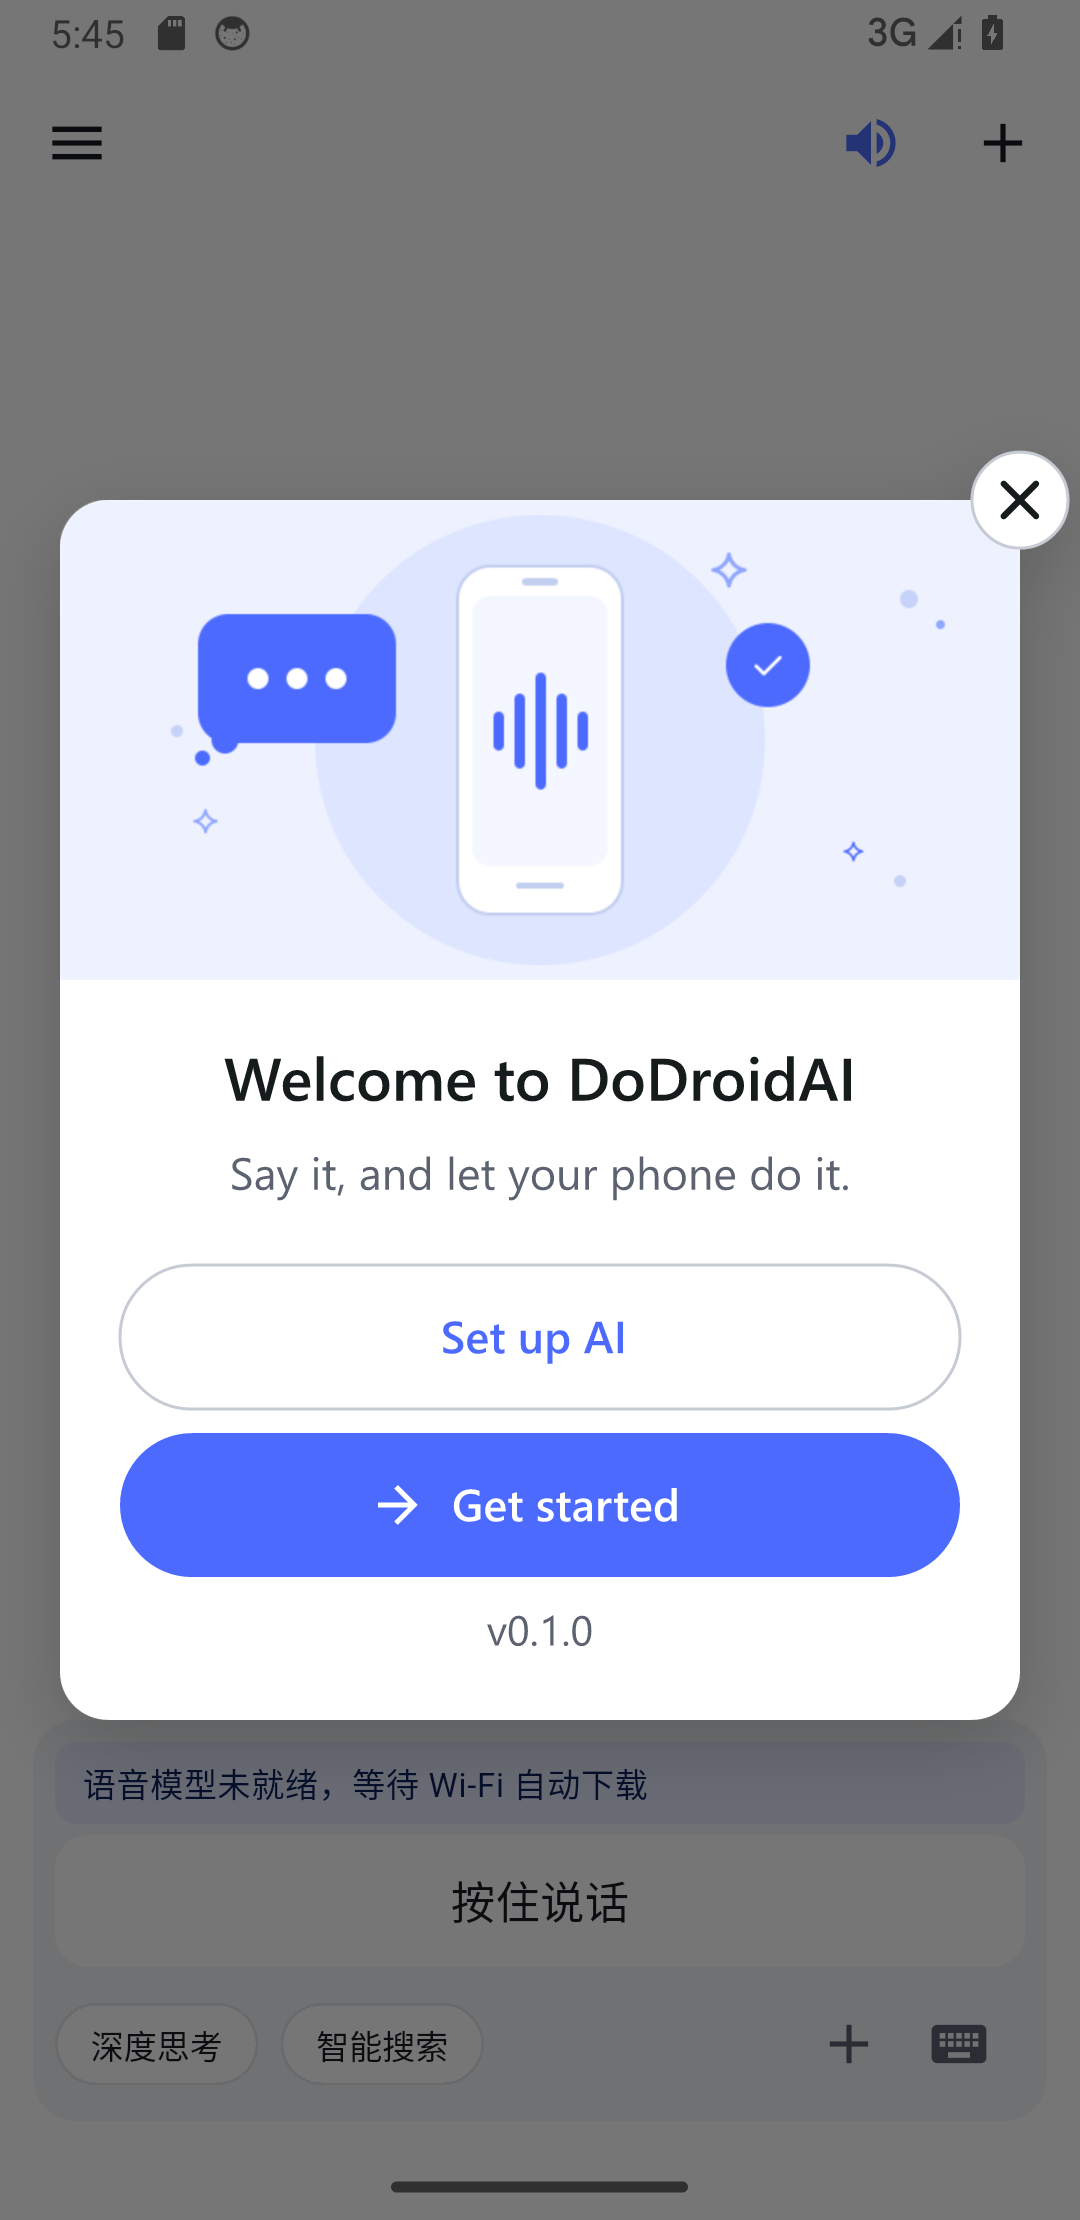 5:45
3G
Welcome to DoDroidAI
Say it, and let your phone do it.
Set up AI
Get started
v0.1.0
语音模型未就绪，等待 Wi-Fi 自动下载
按住说话
深度思考
智能搜索